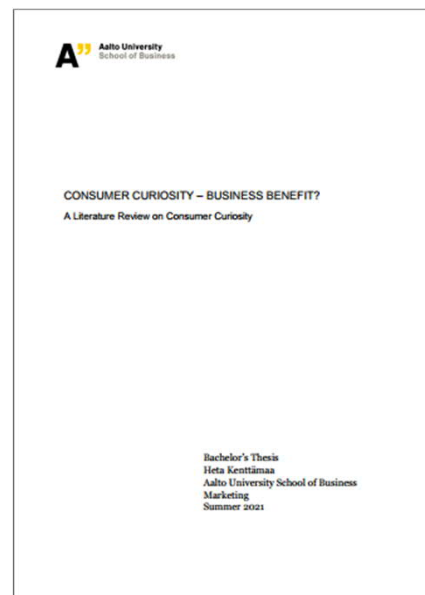 A”
Aalto University
School of Business
CONSUMER CURIOSITY – BUSINESS BENEFIT?
A Literature Review on Consumer Curiosity
Bachelor's Thesis
Heta Kenttämaa
Aalto University School of Business
Marketing
Summer 2021